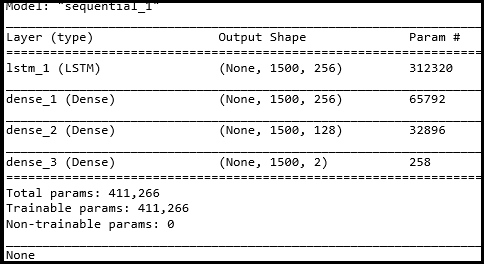 Model: "sequential_1"
Layer (type) Output Shape Param #
lstm_1 (LSTM) (None, 1500, 256) 312320
dense_1 (Dense) (None, 1500, 256) 65792
dense_2 (Dense) (None, 1500, 128) 32896
dense_3 (Dense) (None, 1500, 2) 258
Total params: 411,266
Trainable params: 411,266
Non-trainable params: 0
None